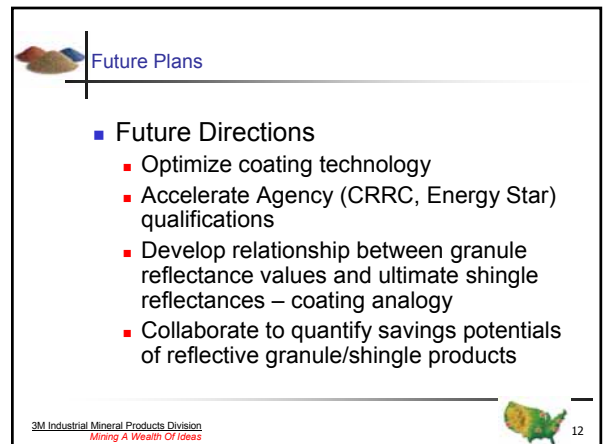 Future Plans
Future Directions
Optimize coating technology
Accelerate Agency (CRRC, Energy Star)
qualifications
Develop relationship between granule
reflectance values and ultimate shingle
reflectances – coating analogy
Collaborate to quantify savings potentials
of reflective granule/shingle products
3M Industrial Mineral Products Division
Mining A Wealth Of Ideas
12